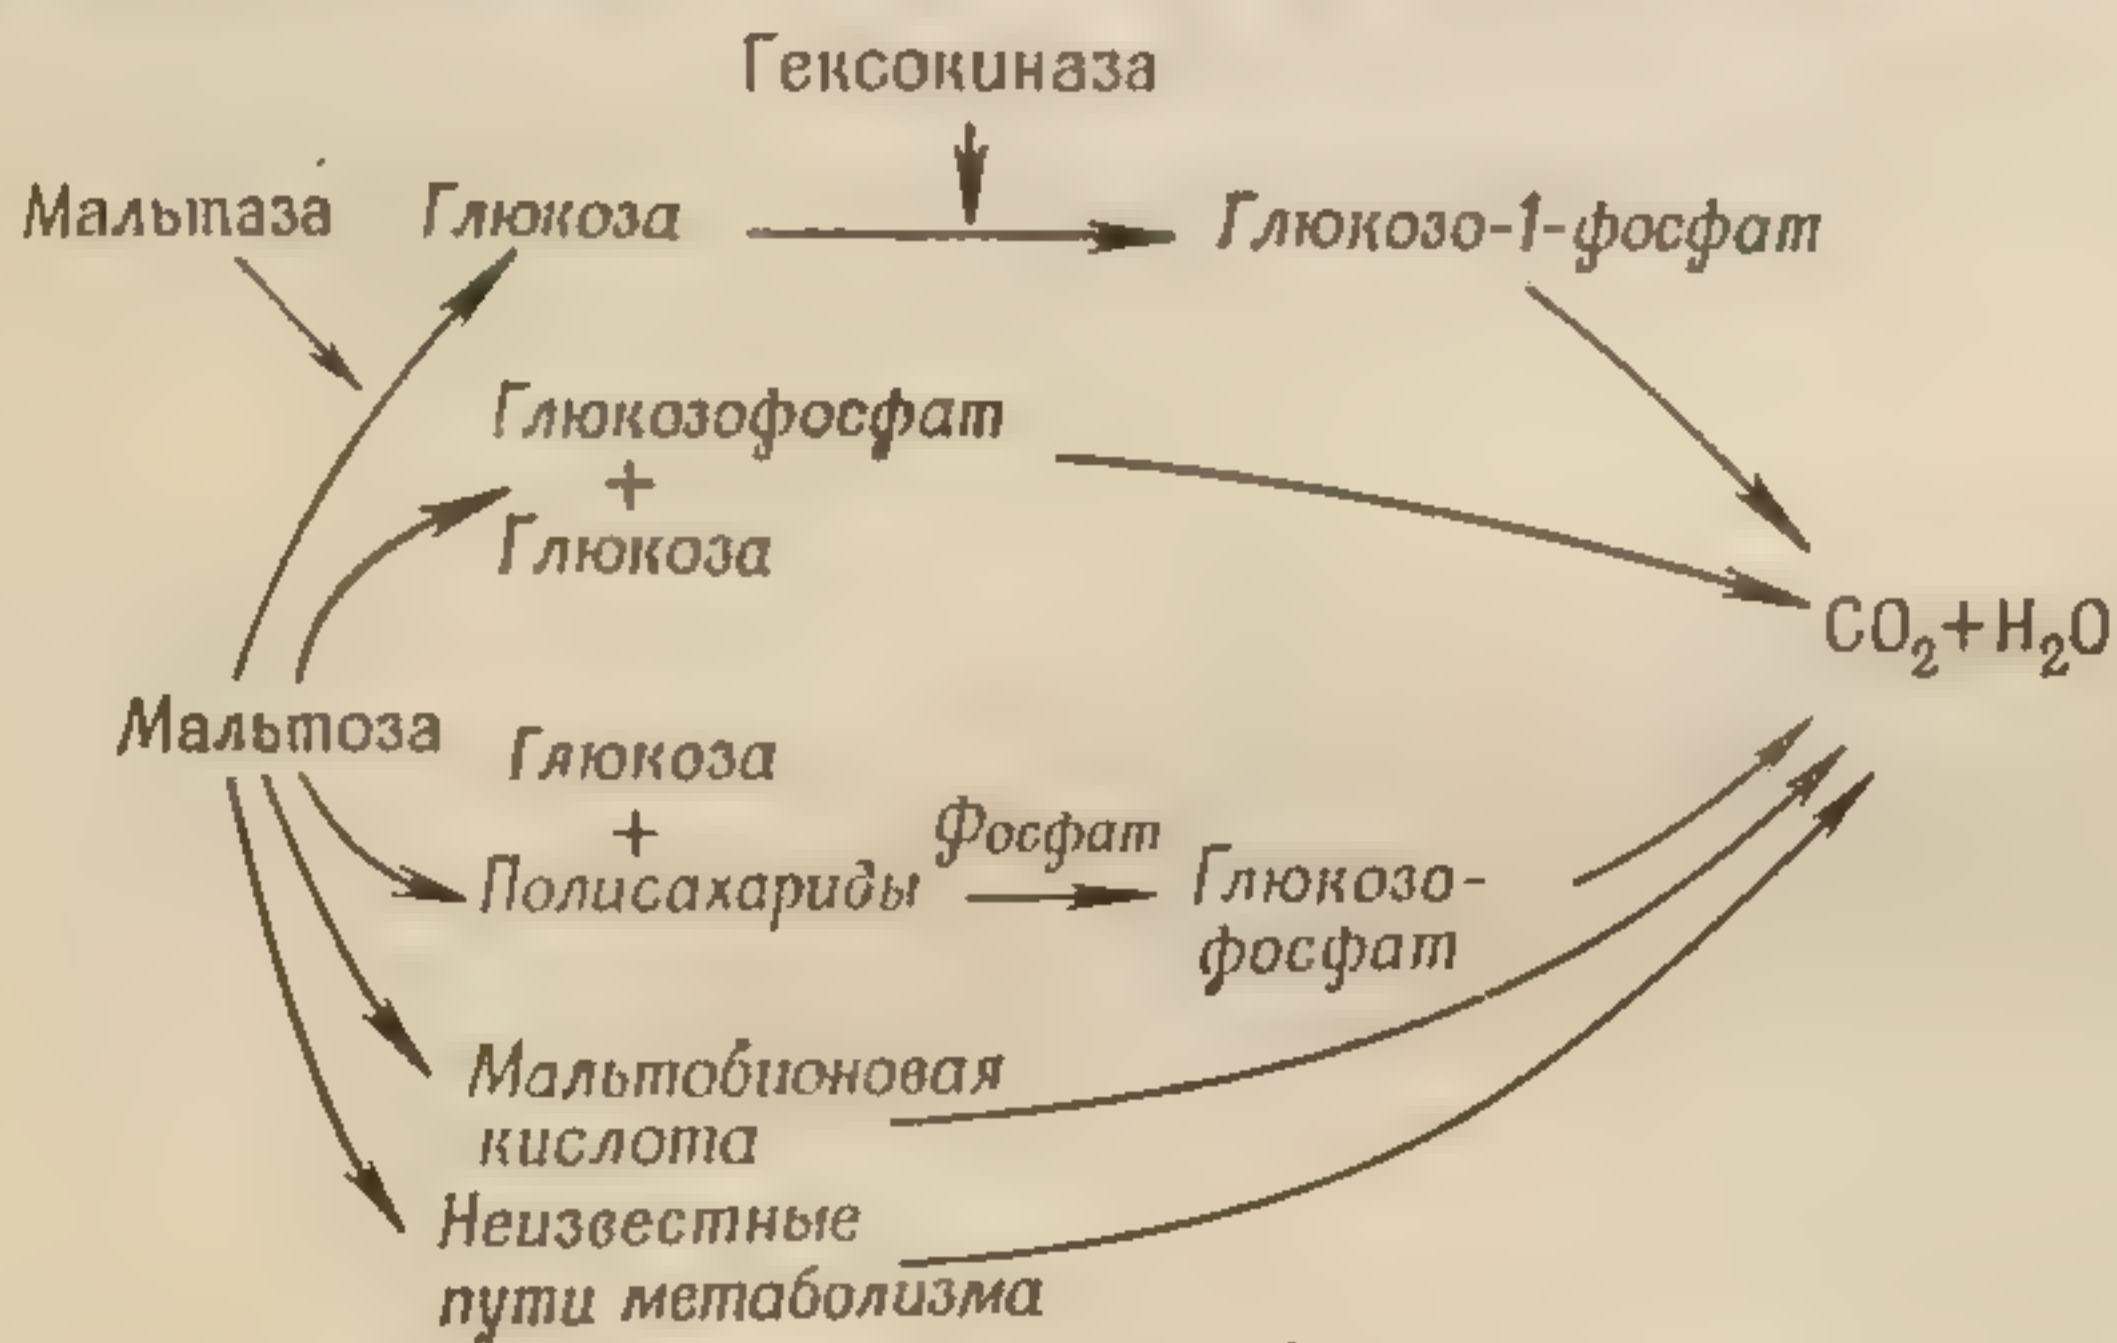 Гексокиназа
Мальтаза Глюкоза Глюкозо-1-фосфат
Глюкозофосфат
+
Глюкоза
CO₂+H₂O
Мальтоза
Глюкоза
+
Полисахариды
Фосфат
Глюкозо-
фосфат
Мальтобионовая
кислота
Неизвестные
пути метаболизма